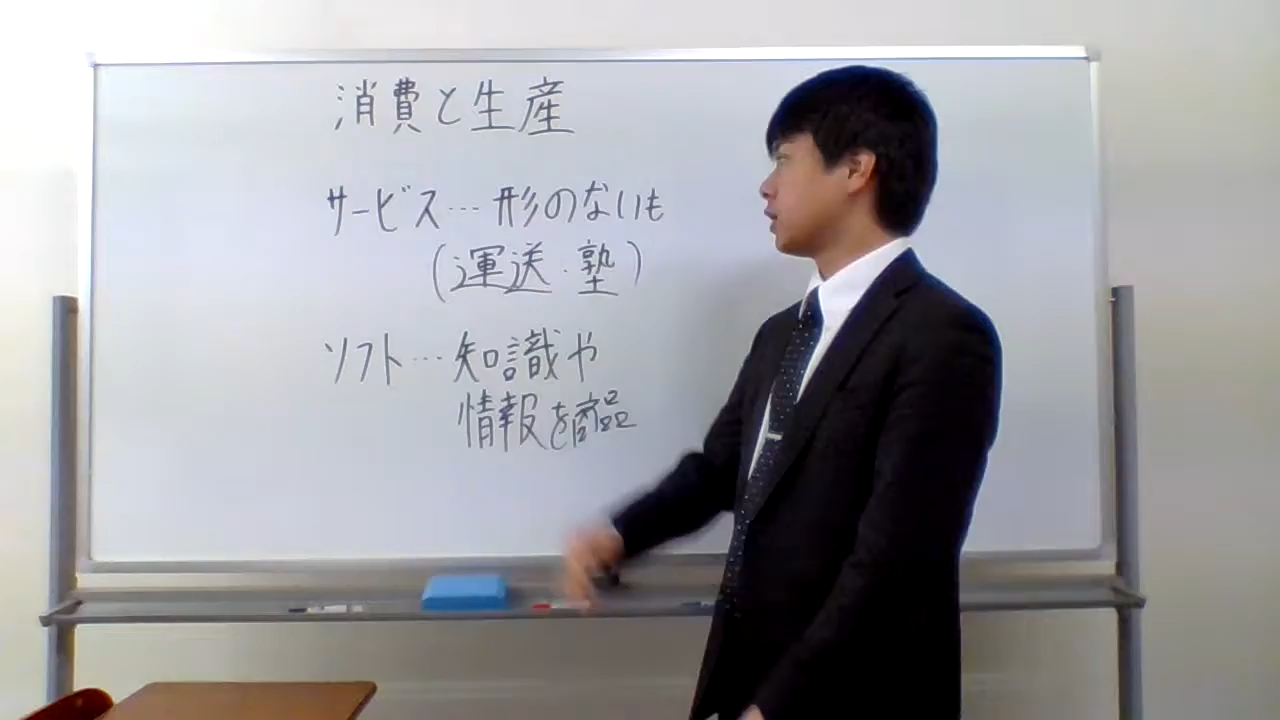 消費と生産
サービス…形のないも
(運送・塾)
ソフト…知識や
情報を商品